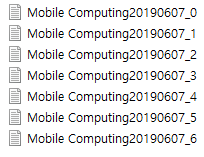 Mobile Computing20190607_0
Mobile Computing20190607_1
Mobile Computing20190607_2
Mobile Computing20190607_3
Mobile Computing20190607_4
Mobile Computing20190607_5
Mobile Computing20190607_6